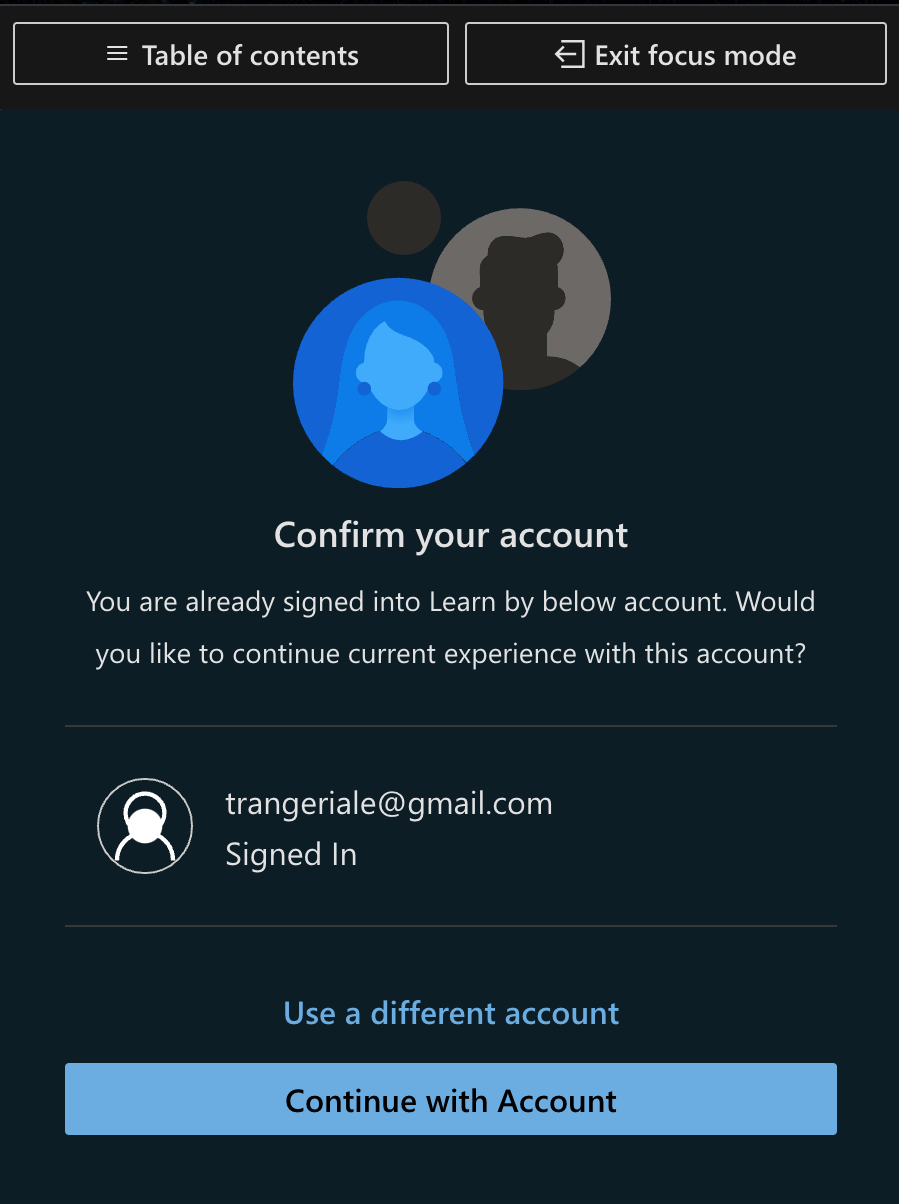 Table of contents
Exit focus mode
Confirm your account
You are already signed into Learn by below account. Would
you like to continue current experience with this account?
trangeriale@gmail.com
Signed In
Use a different account
Continue with Account